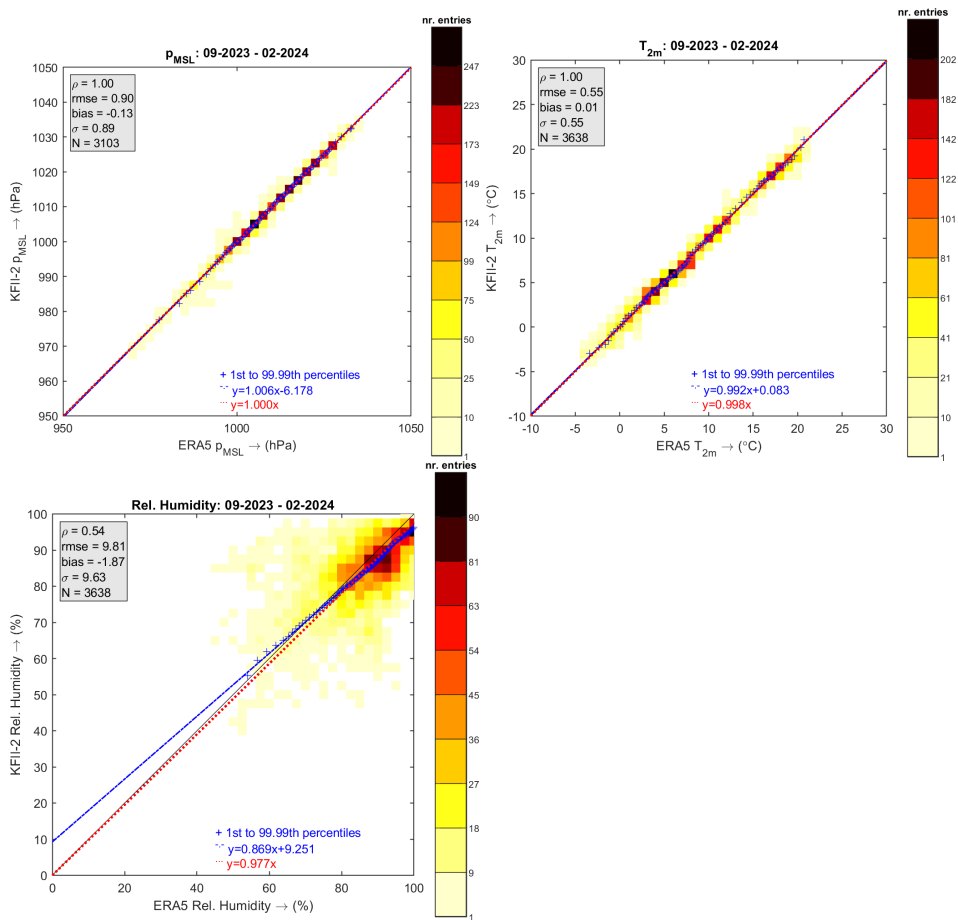 nr. entries
p_MSL: 09-2023 - 02-2024
ρ = 1.00
rmse = 0.90
bias = -0.13
σ = 0.89
N = 3103
1050
1040
1030
1020
1010
1000
990
980
970
960
950
KFII-2 p_MSL → (hPa)
+ 1st to 99.99th percentiles
-.- y=1.006x-6.178
... y=1.000x
950
1000
1050
ERA5 p_MSL → (hPa)
247
223
173
149
124
99
75
50
25
10
1
nr. entries
T_2m: 09-2023 - 02-2024
ρ = 1.00
rmse = 0.55
bias = 0.01
σ = 0.55
N = 3638
30
25
20
15
10
5
0
-5
-10
KFII-2 T_2m → (°C)
+ 1st to 99.99th percentiles
-.- y=0.992x+0.083
... y=0.998x
-10
-5
0
5
10
15
20
25
30
ERA5 T_2m → (°C)
202
182
142
122
101
81
61
41
21
10
1
nr. entries
Rel. Humidity: 09-2023 - 02-2024
ρ = 0.54
rmse = 9.81
bias = -1.87
σ = 9.63
N = 3638
100
90
80
70
60
50
40
30
20
10
0
KFII-2 Rel. Humidity → (%)
+ 1st to 99.99th percentiles
-.- y=0.869x+9.251
... y=0.977x
0
20
40
60
80
100
ERA5 Rel. Humidity → (%)
90
81
63
54
45
36
27
18
9
1